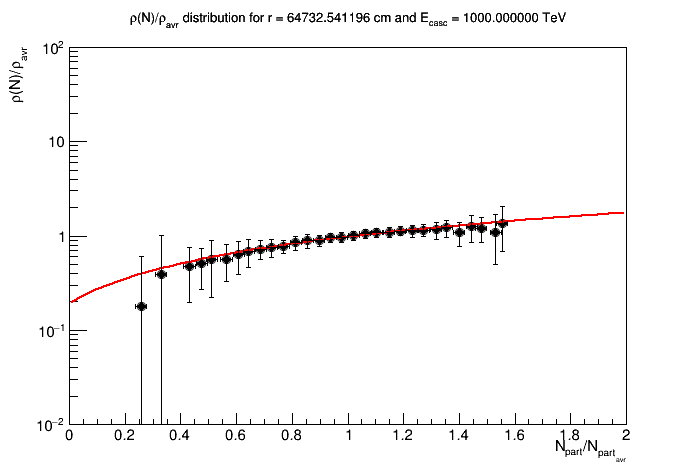 ρ(N)/ρavr distribution for r = 64732.541196 cm and Ecasc = 1000.000000 TeV
ρ(N)/ρavr
10²
10
1
10⁻¹
10⁻²
0 0.2 0.4 0.6 0.8 1 1.2 1.4 1.6 1.8 2
Npart/Npartavr